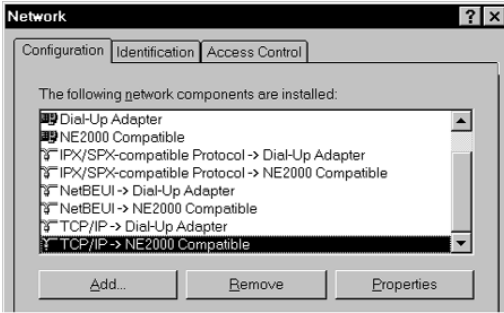 Network
Configuration Identification Access Control
The following network components are installed:
Dial-Up Adapter
NE2000 Compatible
IPX/SPX-compatible Protocol -> Dial-Up Adapter
IPX/SPX-compatible Protocol -> NE2000 Compatible
NetBEUI -> Dial-Up Adapter
NetBEUI -> NE2000 Compatible
TCP/IP -> Dial-Up Adapter
TCP/IP -> NE2000 Compatible
Add... Remove Properties